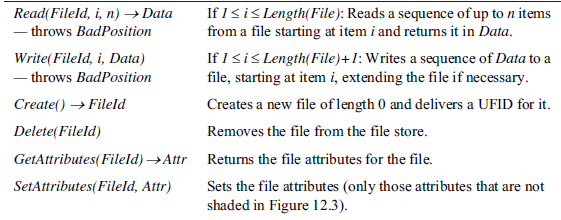 Read(FileId, i, n) → Data If 1 ≤ i ≤ Length(File): Reads a sequence of up to n items
— throws BadPosition from a file starting at item i and returns it in Data.
Write(FileId, i, Data) If 1 ≤ i ≤ Length(File)+1: Writes a sequence of Data to a
— throws BadPosition file, starting at item i, extending the file if necessary.
Create() → FileId Creates a new file of length 0 and delivers a UFID for it.
Delete(FileId) Removes the file from the file store.
GetAttributes(FileId) → Attr Returns the file attributes for the file.
SetAttributes(FileId, Attr) Sets the file attributes (only those attributes that are not
shaded in Figure 12.3).